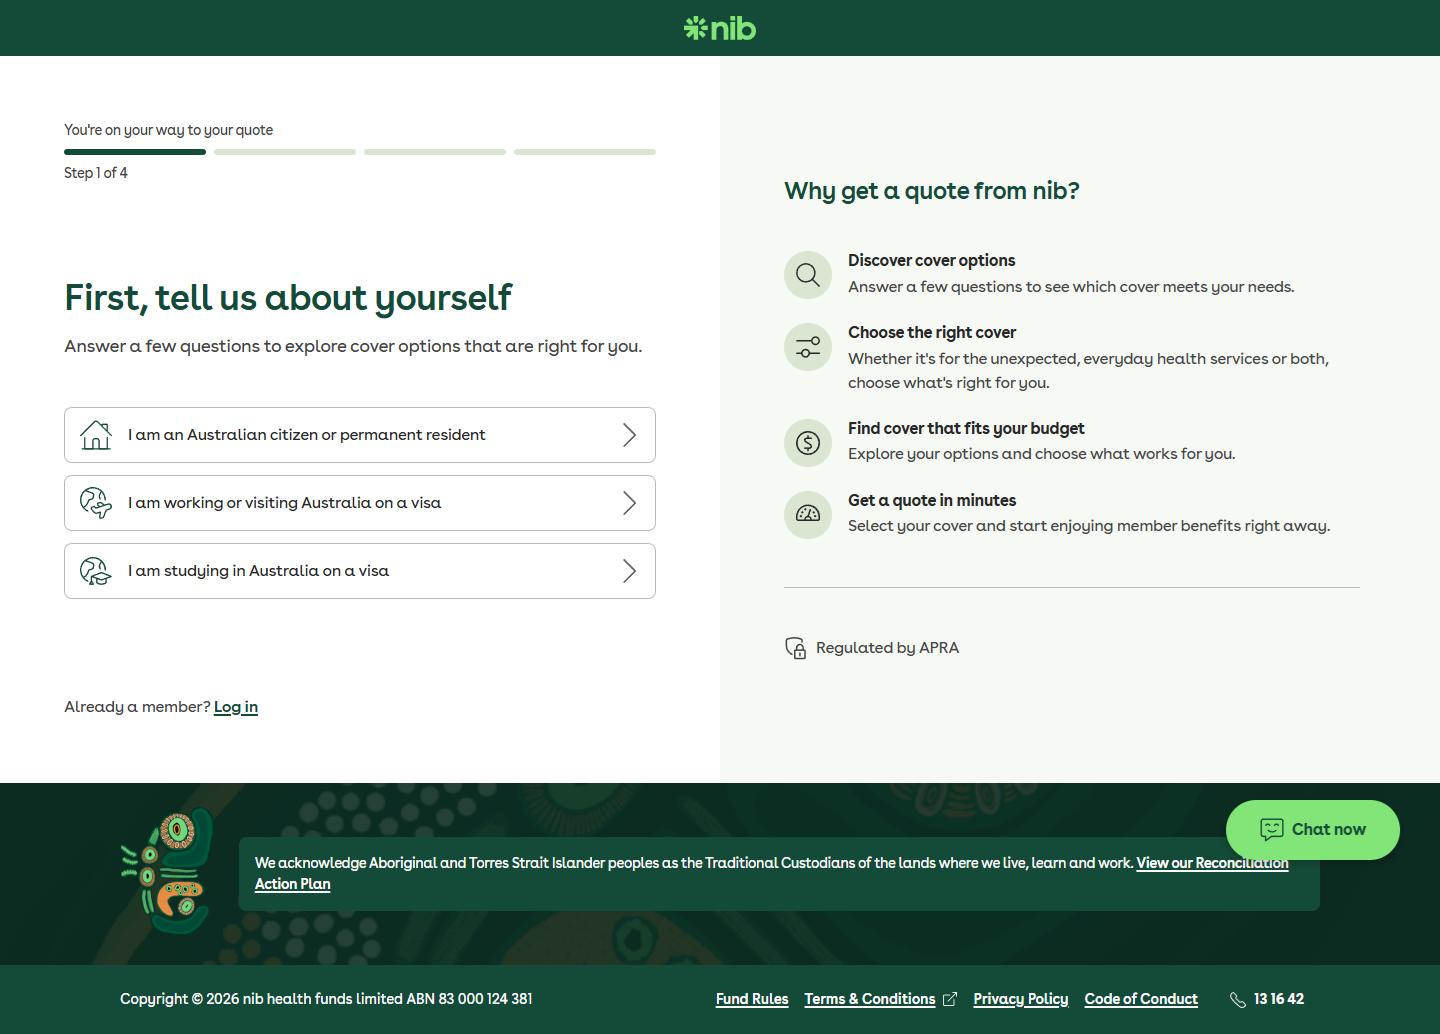 nib
You're on your way to your quote
Step 1 of 4
First, tell us about yourself
Answer a few questions to explore cover options that are right for you.
I am an Australian citizen or permanent resident
I am working or visiting Australia on a visa
I am studying in Australia on a visa
Already a member? Log in
Why get a quote from nib?
Discover cover options
Answer a few questions to see which cover meets your needs.
Choose the right cover
Whether it's for the unexpected, everyday health services or both,
choose what's right for you.
Find cover that fits your budget
Explore your options and choose what works for you.
Get a quote in minutes
Select your cover and start enjoying member benefits right away.
Regulated by APRA
Chat now
We acknowledge Aboriginal and Torres Strait Islander peoples as the Traditional Custodians of the lands where we live, learn and work. View our Reconciliation
Action Plan
Copyright © 2026 nib health funds limited ABN 83 000 124 381
Fund Rules Terms & Conditions Privacy Policy Code of Conduct 13 16 42